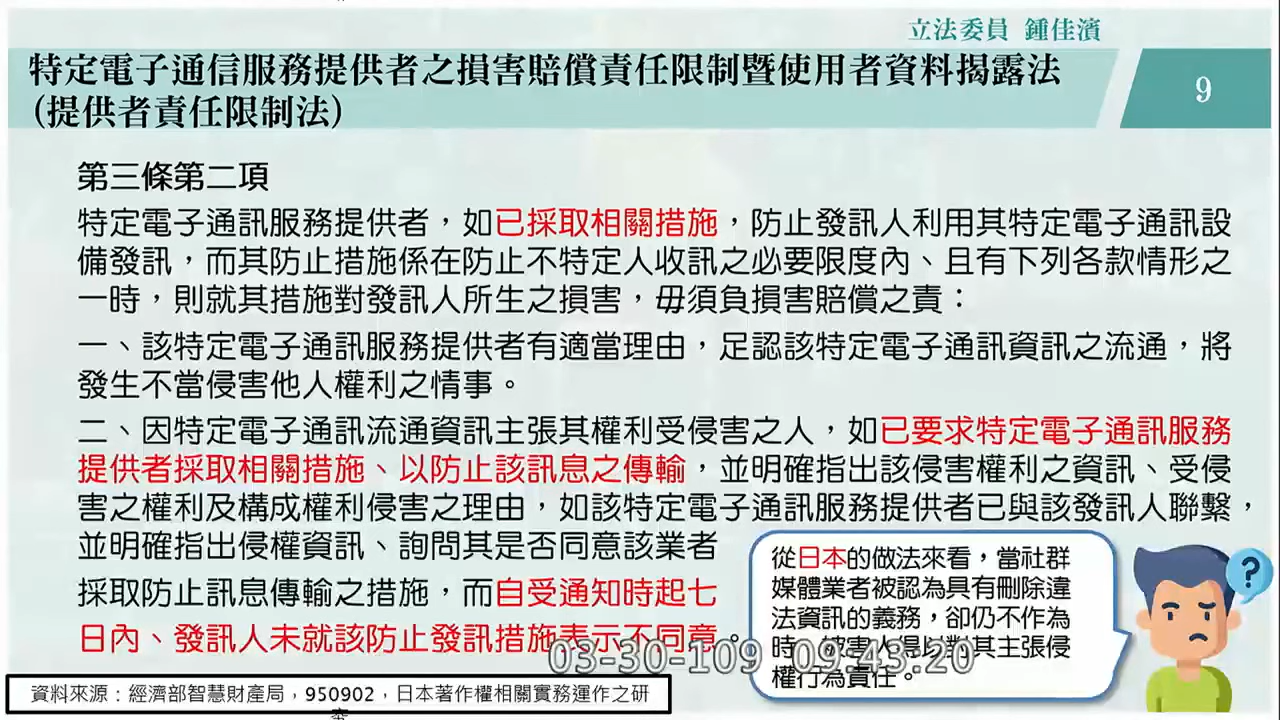 立法委員 鍾佳濱
特定電子通信服務提供者之損害賠償責任限制暨使用者資料揭露法
(提供者責任限制法)
9
第三條第二項
特定電子通訊服務提供者，如已採取相關措施，防止發訊人利用其特定電子通訊設
備發訊，而其防止措施係在防止不特定人收訊之必要限度內、且有下列各款情形之
一時，則就其措施對發訊人所生之損害，毋須負損害賠償之責：
一、該特定電子通訊服務提供者有適當理由，足認該特定電子通訊資訊之流通，將
發生不當侵害他人權利之情事。
二、因特定電子通訊流通資訊主張其權利受侵害之人，如已要求特定電子通訊服務
提供者採取相關措施、以防止該訊息之傳輸，並明確指出該侵害權利之資訊、受侵
害之權利及構成權利侵害之理由，如該特定電子通訊服務提供者已與該發訊人聯繫，
並明確指出侵權資訊、詢問其是否同意該業者
採取防止訊息傳輸之措施，而自受通知時起七
日內、發訊人未就該防止發訊措施表示不同意。
從日本的做法來看，當社群
媒體業者被認為具有刪除違
法資訊的義務，卻仍不作為
時，被害人得以對其主張侵
權行為責任。
?
03-30-109 09:43:20
資料來源：經濟部智慧財產局，950902，日本著作權相關實務運作之研
究